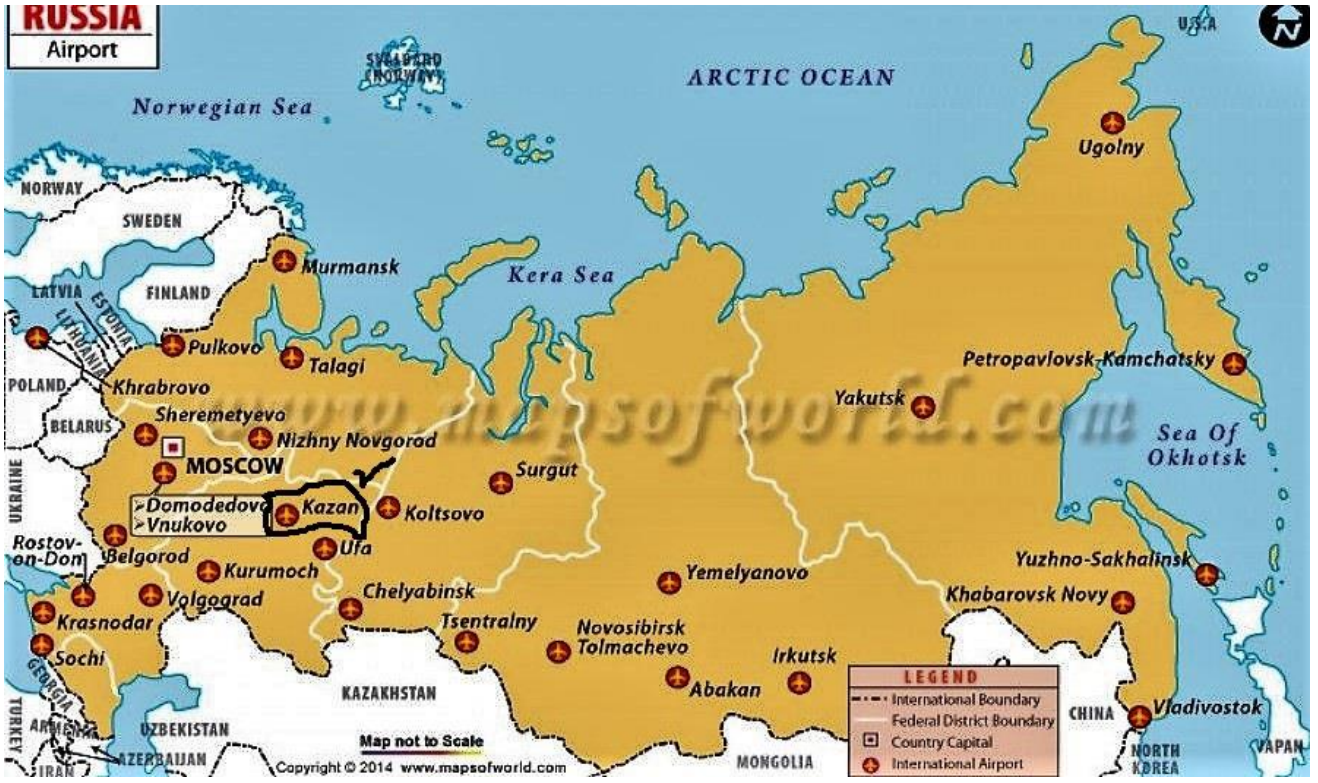 RUSSIA
Airport
U.S.A
N
SVALBARD
(NORWAY)
ARCTIC OCEAN
Norwegian Sea
Ugolny
NORWAY
SWEDEN
Murmansk
Kera Sea
LATVIA
ESTONIA
FINLAND
LITHUANIA
Pulkovo
Talagi
Petropavlovsk-Kamchatsky
POLAND
Khrabrovo
Yakutsk
www.mapsofworld.com
Sheremetyevo
BELARUS
Nizhny Novgorod
Sea Of
Okhotsk
MOSCOW
Surgut
UKRAINE
Domodedovo
Vnukovo
Kazan
Koltsovo
Rostov-
on-Don
Belgorod
Ufa
Yuzhno-Sakhalinsk
Kurumoch
Yemelyanovo
Chelyabinsk
Khabarovsk Novy
Volgograd
Krasnodar
Tsentralny
Novosibirsk
Tolmachevo
Irkutsk
Sochi
Abakan
GEORGIA
KAZAKHSTAN
LEGEND
International Boundary
Federal District Boundary
Country Capital
International Airport
CHINA
Vladivostok
TURKEY
ARMENIA
UZBEKISTAN
AZERBAIJAN
IRAN
Map not to Scale
Copyright © 2014 www.mapsofworld.com
MONGOLIA
NORTH
KOREA
VAPAN